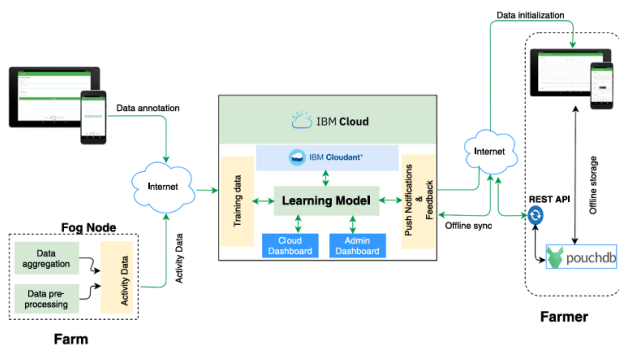 Data initialization
Data annotation
IBM Cloud
IBM Cloudant®
Internet
Internet
Training data
Learning Model
Push Notifications
&
Feedback
Cloud
Dashboard
Admin
Dashboard
Offline sync
REST API
Offline storage
pouchdb
Fog Node
Data
aggregation
Data pre-
processing
Activity Data
Activity Data
Farm
Farmer